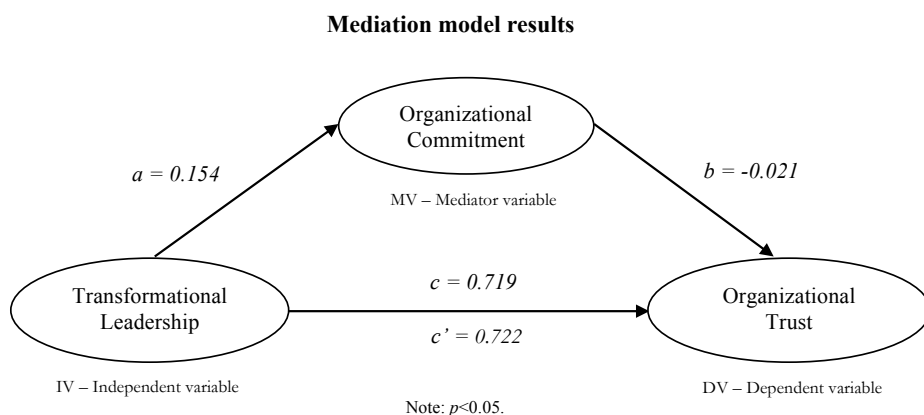 Mediation model results
Organizational
Commitment
a = 0.154
b = -0.021
MV – Mediator variable
Transformational
Leadership
c = 0.719
c’ = 0.722
Organizational
Trust
IV – Independent variable
DV – Dependent variable
Note: p<0.05.